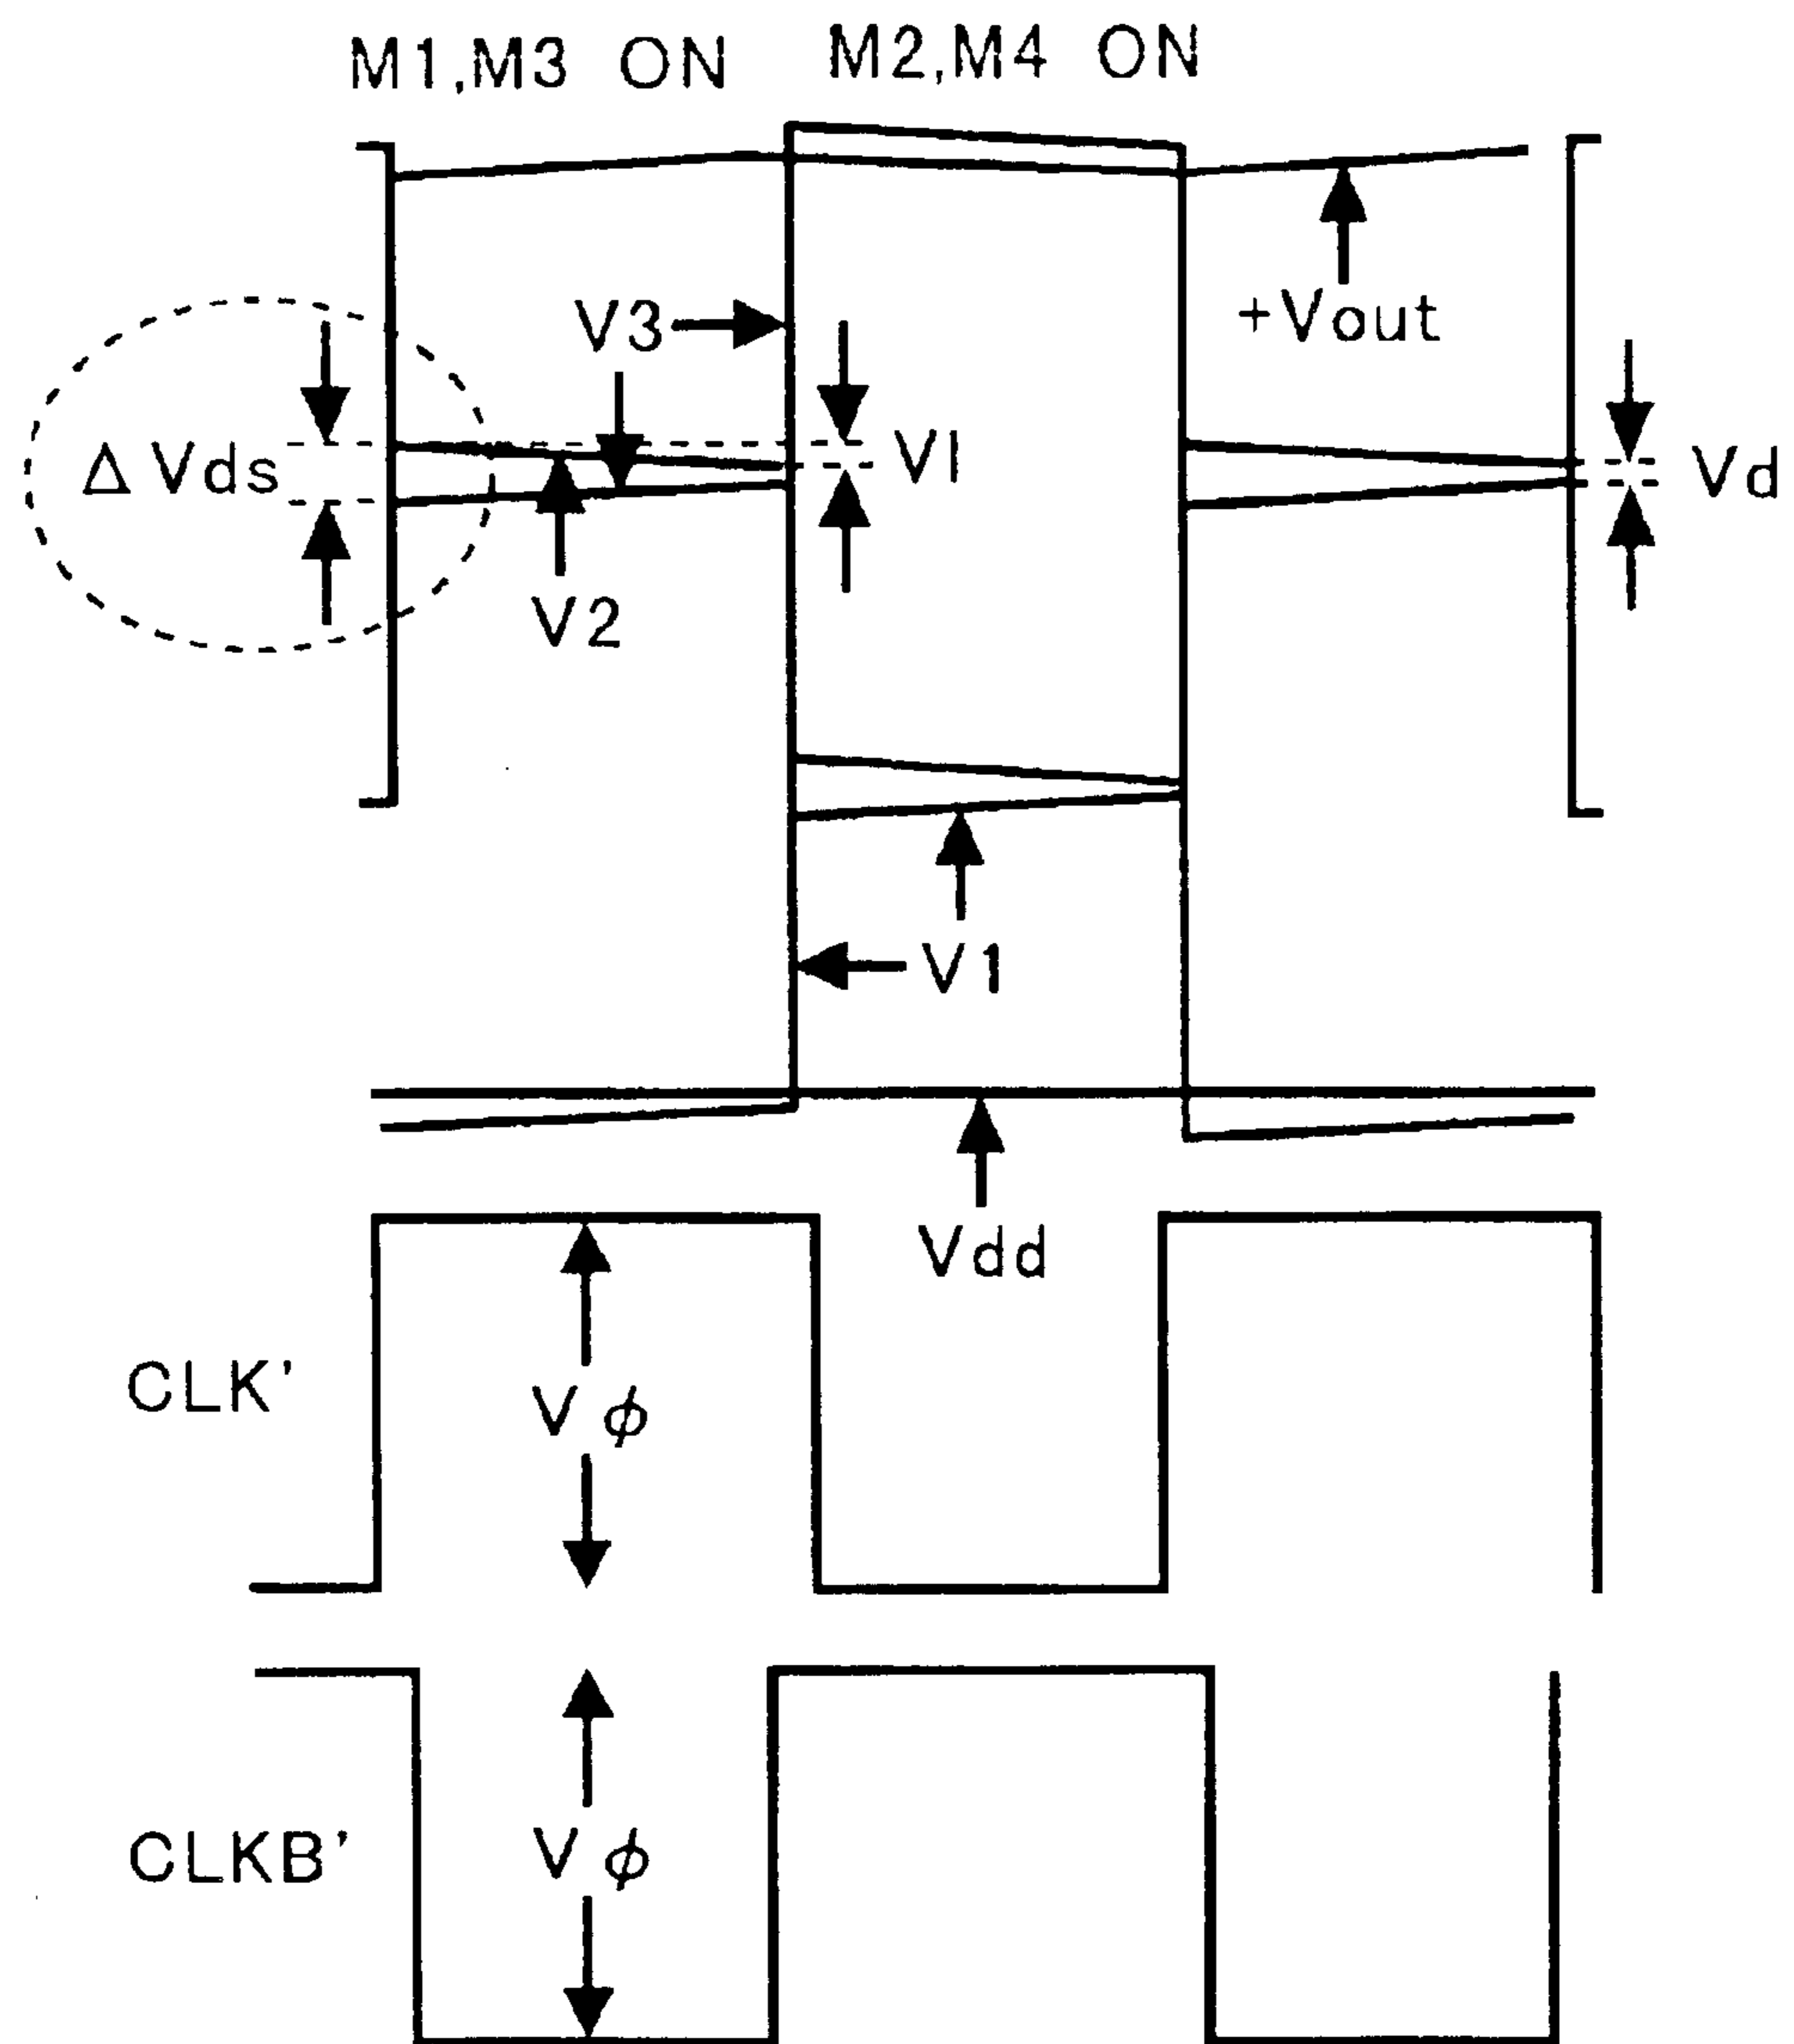 M1,M3 ON
M2,M4 ON
V3
+Vout
ΔVds
Vl
Vd
V2
V1
Vdd
CLK'
Vϕ
CLKB'
Vϕ